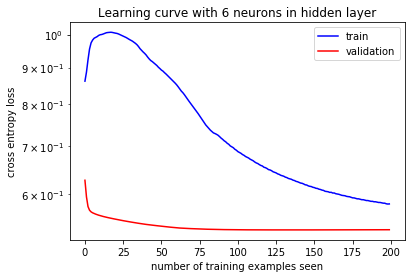 Learning curve with 6 neurons in hidden layer
train
validation
cross entropy loss
10⁰
9 × 10⁻¹
8 × 10⁻¹
7 × 10⁻¹
6 × 10⁻¹
0 25 50 75 100 125 150 175 200
number of training examples seen